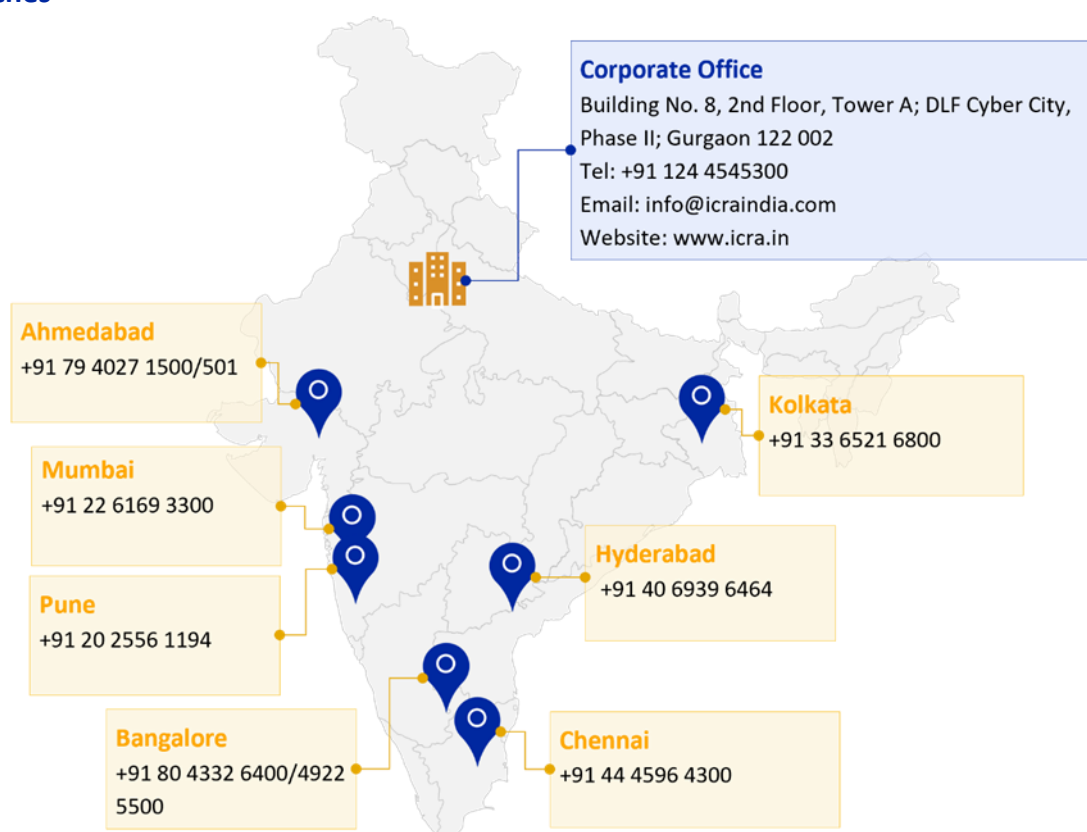 Corporate Office
Building No. 8, 2nd Floor, Tower A; DLF Cyber City,
Phase II; Gurgaon 122 002
Tel: +91 124 4545300
Email: info@icraindia.com
Website: www.icra.in
Ahmedabad
+91 79 4027 1500/501
Kolkata
+91 33 6521 6800
Mumbai
+91 22 6169 3300
Hyderabad
+91 40 6939 6464
Pune
+91 20 2556 1194
Bangalore
+91 80 4332 6400/4922
5500
Chennai
+91 44 4596 4300